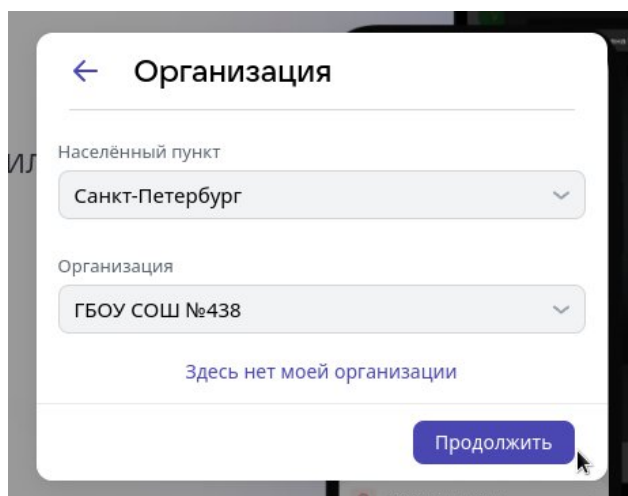 Организация
Населённый пункт
Санкт-Петербург
Организация
ГБОУ СОШ №438
Здесь нет моей организации
Продолжить